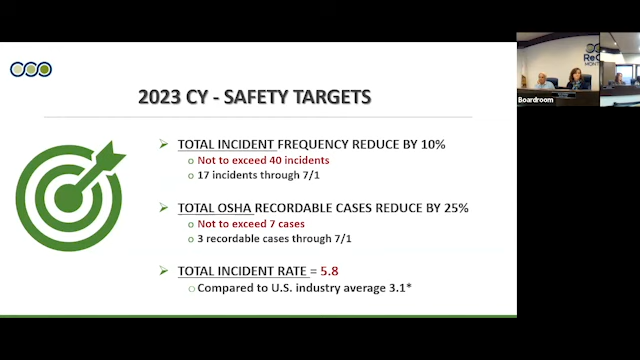 2023 CY - SAFETY TARGETS
TOTAL INCIDENT FREQUENCY REDUCE BY 10%
Not to exceed 40 incidents
17 incidents through 7/1
TOTAL OSHA RECORDABLE CASES REDUCE BY 25%
Not to exceed 7 cases
3 recordable cases through 7/1
TOTAL INCIDENT RATE = 5.8
Compared to U.S. industry average 3.1*
Boardroom